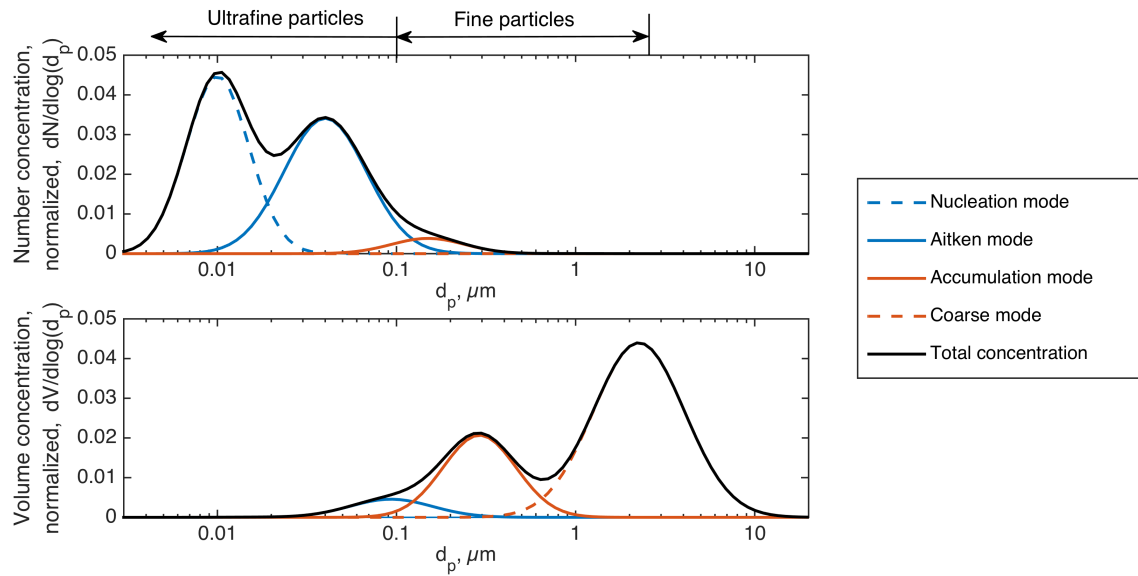 Ultrafine particles
Fine particles
Number concentration,
normalized, dN/dlog(dₚ)
0.05
0.04
0.03
0.02
0.01
0
0.01
0.1
1
10
dₚ, μm
Volume concentration,
normalized, dV/dlog(dₚ)
0.05
0.04
0.03
0.02
0.01
0
0.01
0.1
1
10
dₚ, μm
Nucleation mode
Aitken mode
Accumulation mode
Coarse mode
Total concentration